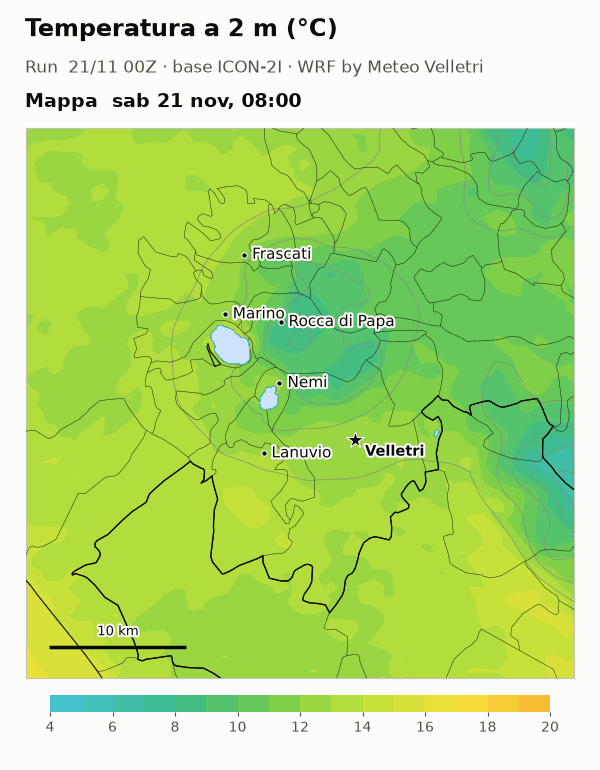 Temperatura a 2 m (°C)
Run  21/11 00Z · base ICON-2I · WRF by Meteo Velletri
Mappa  sab 21 nov, 08:00
Frascati
Marino
Rocca di Papa
Nemi
Velletri
Lanuvio
10 km
4 6 8 10 12 14 16 18 20